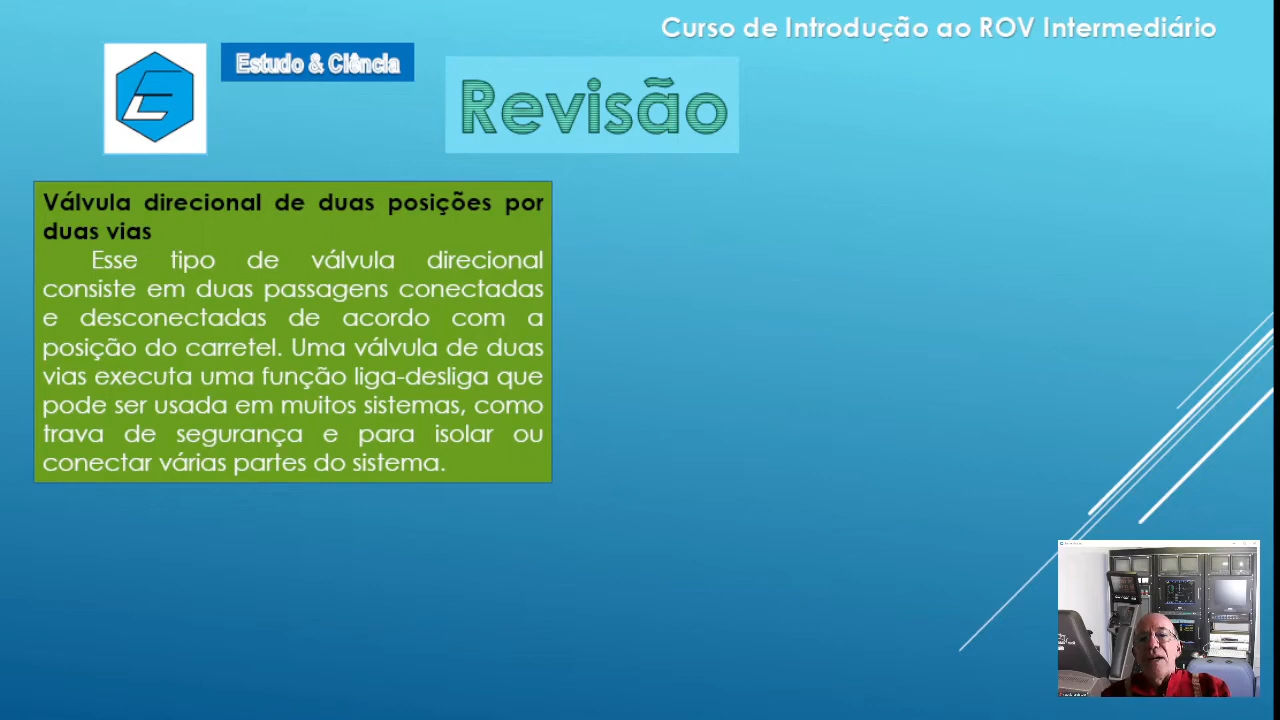 Curso de Introdução ao ROV Intermediário
Estudo & Ciência
Revisão
Válvula direcional de duas posições por
duas vias
Esse tipo de válvula direcional
consiste em duas passagens conectadas
e desconectadas de acordo com a
posição do carretel. Uma válvula de duas
vias executa uma função liga-desliga que
pode ser usada em muitos sistemas, como
trava de segurança e para isolar ou
conectar várias partes do sistema.